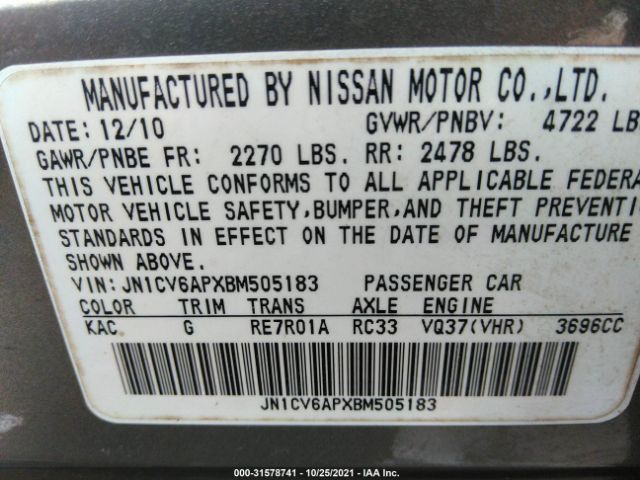 MANUFACTURED BY NISSAN MOTOR CO.,LTD.
DATE: 12/10 GVWR/PNBV: 4722 LB
GAWR/PNBE FR: 2270 LBS. RR: 2478 LBS.
THIS VEHICLE CONFORMS TO ALL APPLICABLE FEDERA
MOTOR VEHICLE SAFETY,BUMPER,AND THEFT PREVENTI
STANDARDS IN EFFECT ON THE DATE OF MANUFACTURE
SHOWN ABOVE.
VIN: JN1CV6APXBM505183 PASSENGER CAR
COLOR TRIM TRANS AXLE ENGINE
KAC G RE7R01A RC33 VQ37(VHR) 3696CC
JN1CV6APXBM505183
000-31578741 - 10/25/2021 - IAA Inc.